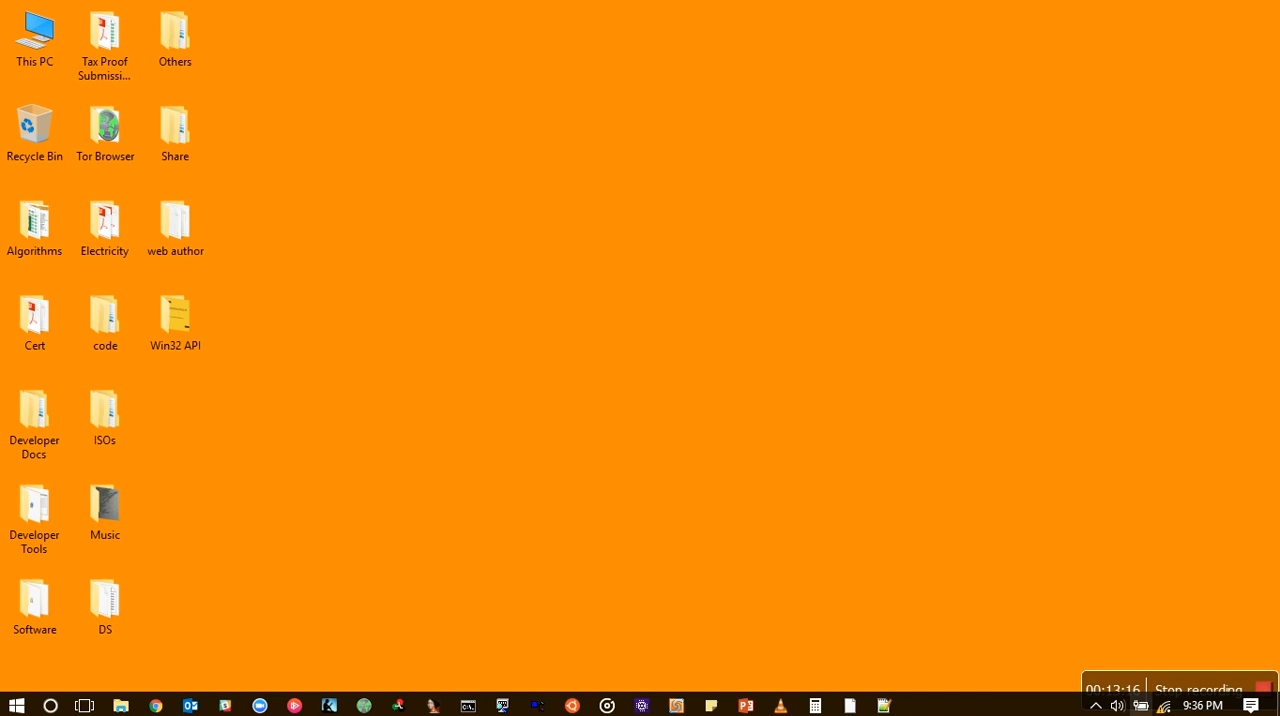 This PC
Tax Proof
Submissi...
Others
Recycle Bin
Tor Browser
Share
Algorithms
Electricity
web author
Cert
code
Win32 API
Developer
Docs
ISOs
Developer
Tools
Music
Software
DS
00:13:16 Stop recording
9:36 PM